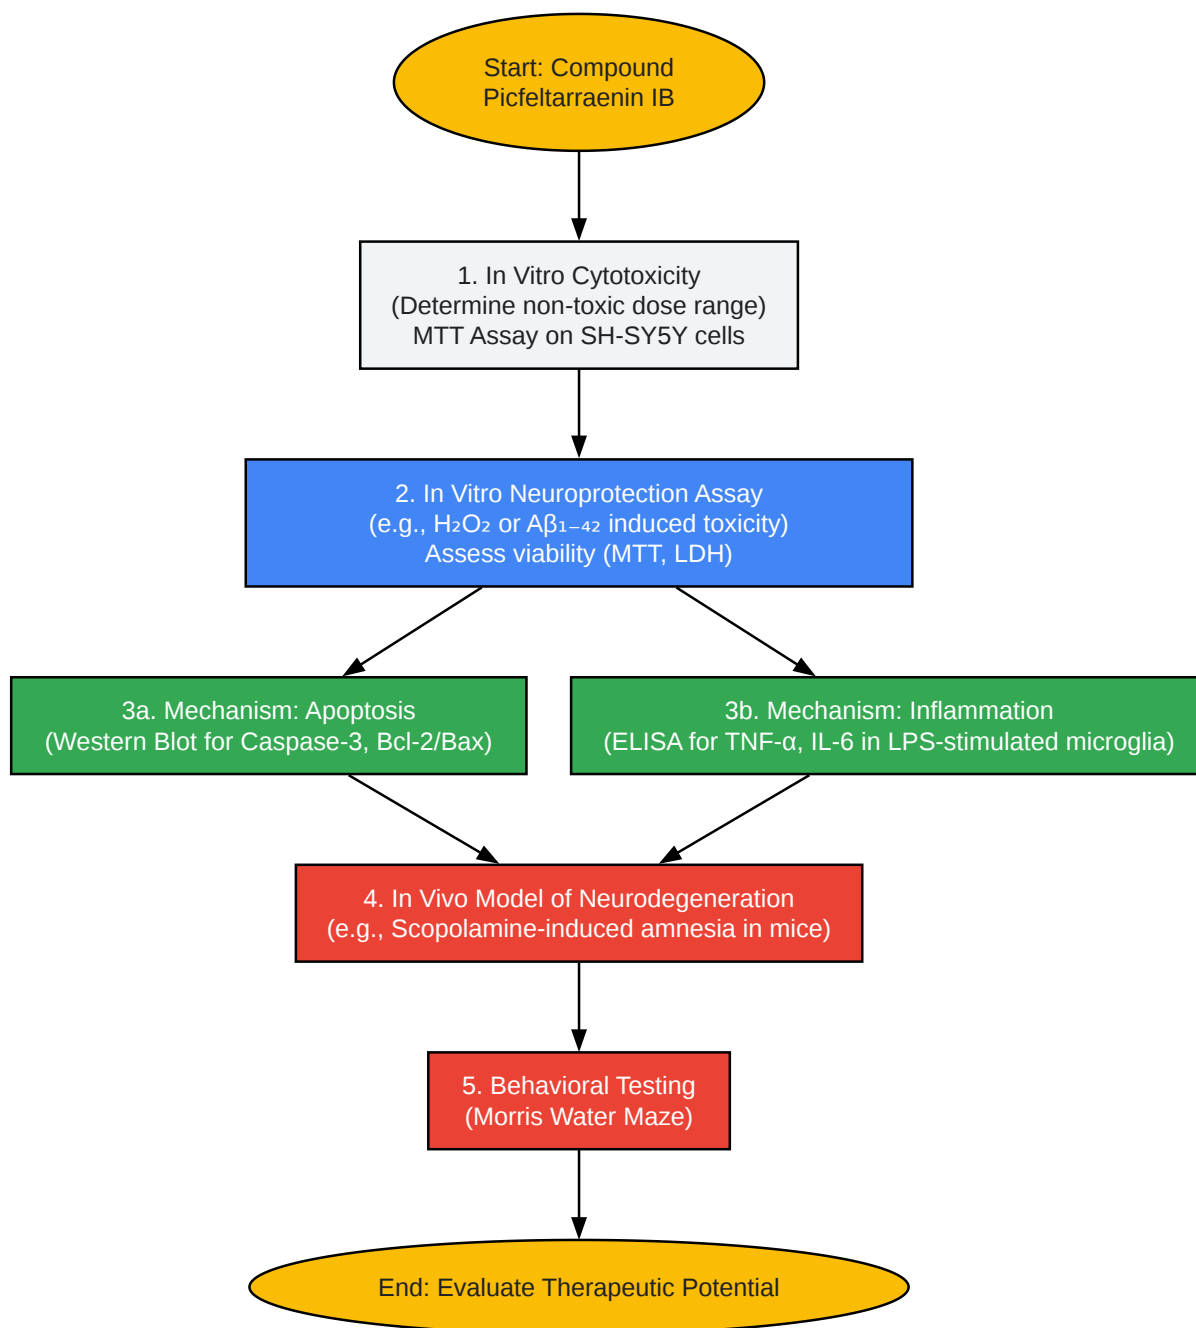 Start: Compound
Picfeltarraenin IB
1. In Vitro Cytotoxicity
(Determine non-toxic dose range)
MTT Assay on SH-SY5Y cells
2. In Vitro Neuroprotection Assay
(e.g., H₂O₂ or Aβ₁₋₄₂ induced toxicity)
Assess viability (MTT, LDH)
3a. Mechanism: Apoptosis
(Western Blot for Caspase-3, Bcl-2/Bax)
3b. Mechanism: Inflammation
(ELISA for TNF-α, IL-6 in LPS-stimulated microglia)
4. In Vivo Model of Neurodegeneration
(e.g., Scopolamine-induced amnesia in mice)
5. Behavioral Testing
(Morris Water Maze)
End: Evaluate Therapeutic Potential